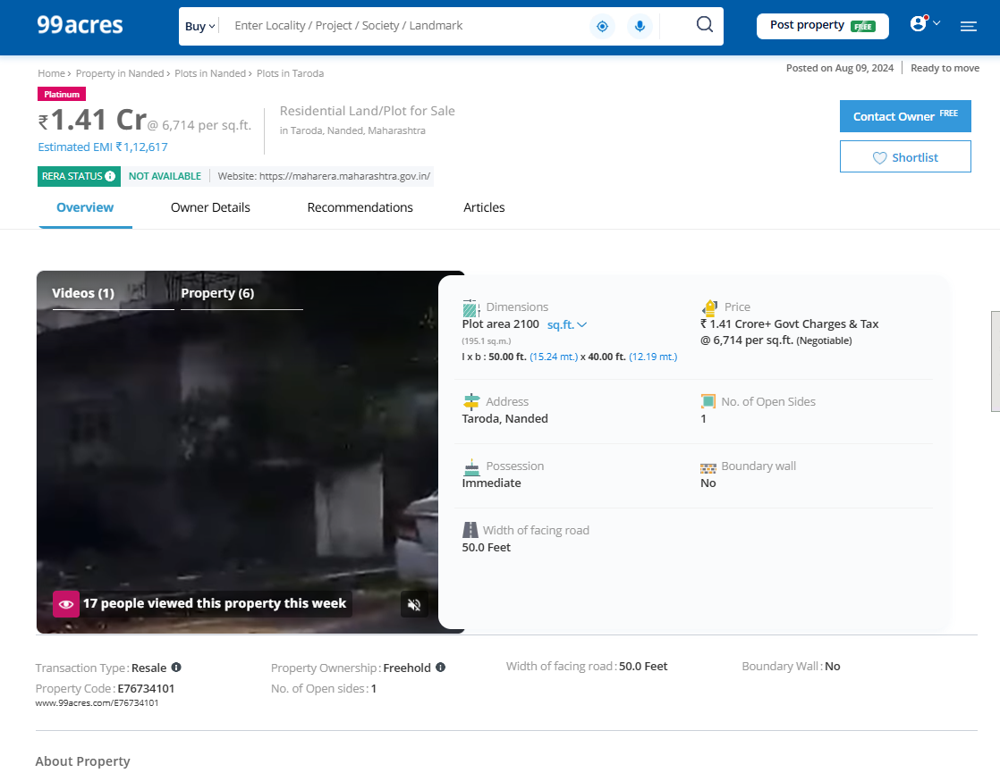 99acres
Buy
Enter Locality / Project / Society / Landmark
Post property FREE
Home › Property in Nanded › Plots in Nanded › Plots in Taroda
Posted on Aug 09, 2024 | Ready to move
Platinum
₹1.41 Cr @ 6,714 per sq.ft.
Estimated EMI ₹1,12,617
Residential Land/Plot for Sale
in Taroda, Nanded, Maharashtra
Contact Owner FREE
Shortlist
RERA STATUS NOT AVAILABLE Website: https://maharera.maharashtra.gov.in/
Overview Owner Details Recommendations Articles
Videos (1) Property (6)
17 people viewed this property this week
Dimensions
Plot area 2100 sq.ft.
(195.1 sq.m.)
l x b : 50.00 ft. (15.24 mt.) x 40.00 ft. (12.19 mt.)
Price
₹ 1.41 Crore+ Govt Charges & Tax
@ 6,714 per sq.ft. (Negotiable)
Address
Taroda, Nanded
No. of Open Sides
1
Possession
Immediate
Boundary wall
No
Width of facing road
50.0 Feet
Transaction Type : Resale
Property Ownership : Freehold
Width of facing road : 50.0 Feet
Boundary Wall : No
Property Code : E76734101
www.99acres.com/E76734101
No. of Open sides : 1
About Property